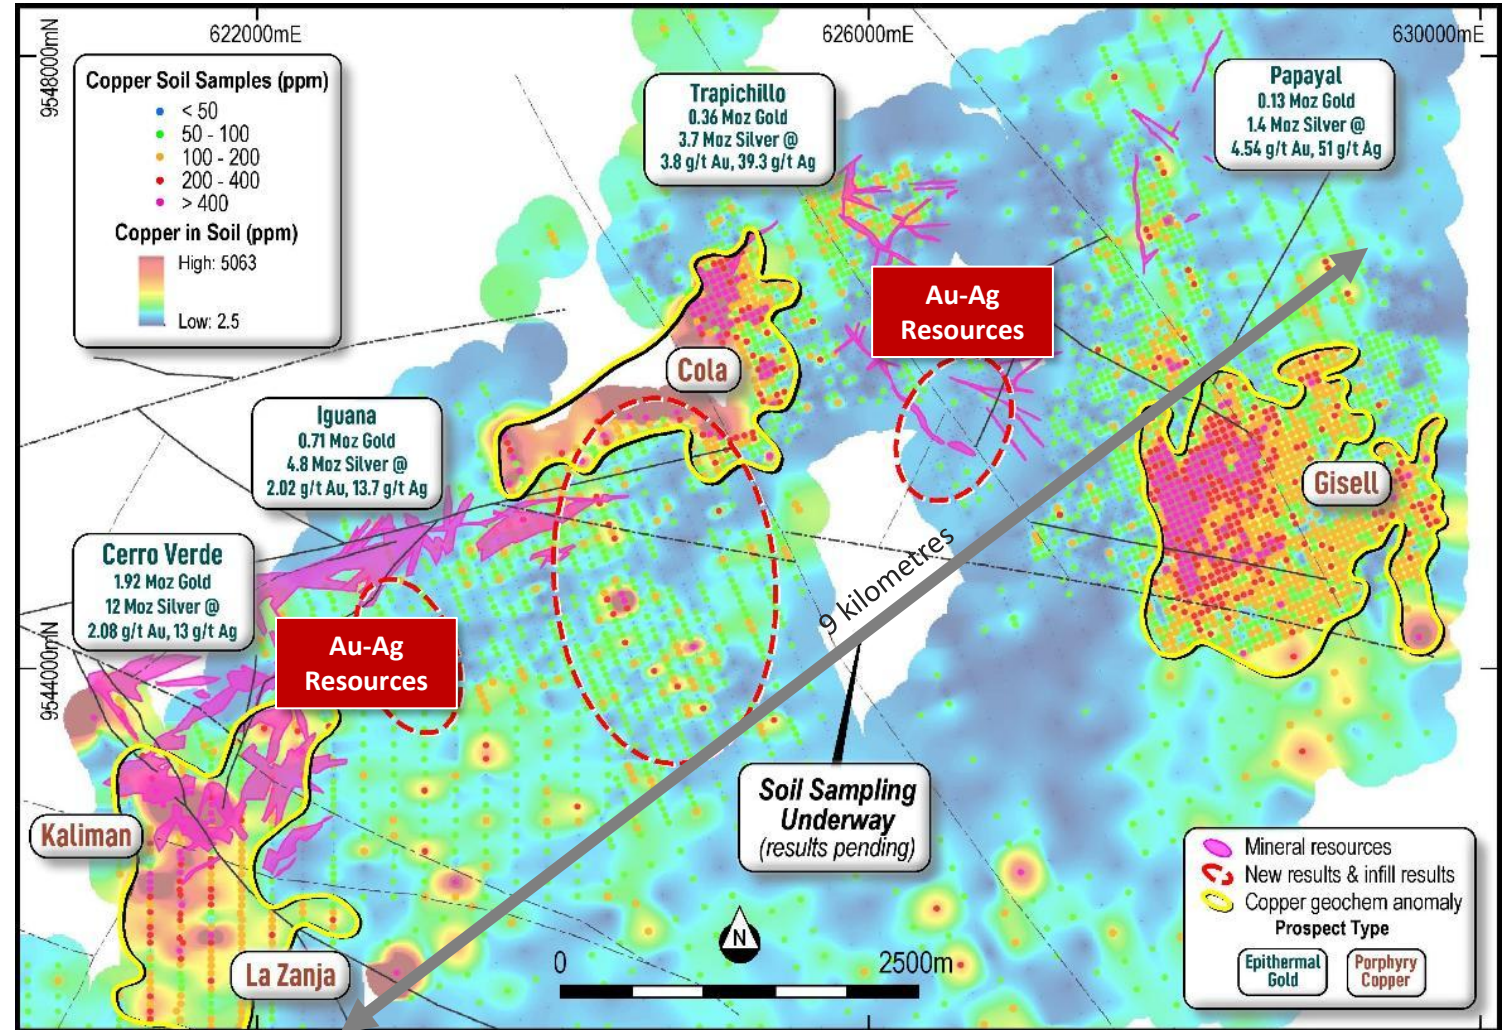 622000mE
626000mE
630000mE
9548000mN
9544000mN
Copper Soil Samples (ppm)
< 50
50 - 100
100 - 200
200 - 400
> 400
Copper in Soil (ppm)
High: 5063
Low: 2.5
Trapichillo
0.36 Moz Gold
3.7 Moz Silver @
3.8 g/t Au, 39.3 g/t Ag
Papayal
0.13 Moz Gold
1.4 Moz Silver @
4.54 g/t Au, 51 g/t Ag
Au-Ag
Resources
Cola
Iguana
0.71 Moz Gold
4.8 Moz Silver @
2.02 g/t Au, 13.7 g/t Ag
Gisell
Cerro Verde
1.92 Moz Gold
12 Moz Silver @
2.08 g/t Au, 13 g/t Ag
9 kilometres
Au-Ag
Resources
Soil Sampling
Underway
(results pending)
Kaliman
La Zanja
N
0
2500m
Mineral resources
New results & infill results
Copper geochem anomaly
Prospect Type
Epithermal
Gold
Porphyry
Copper